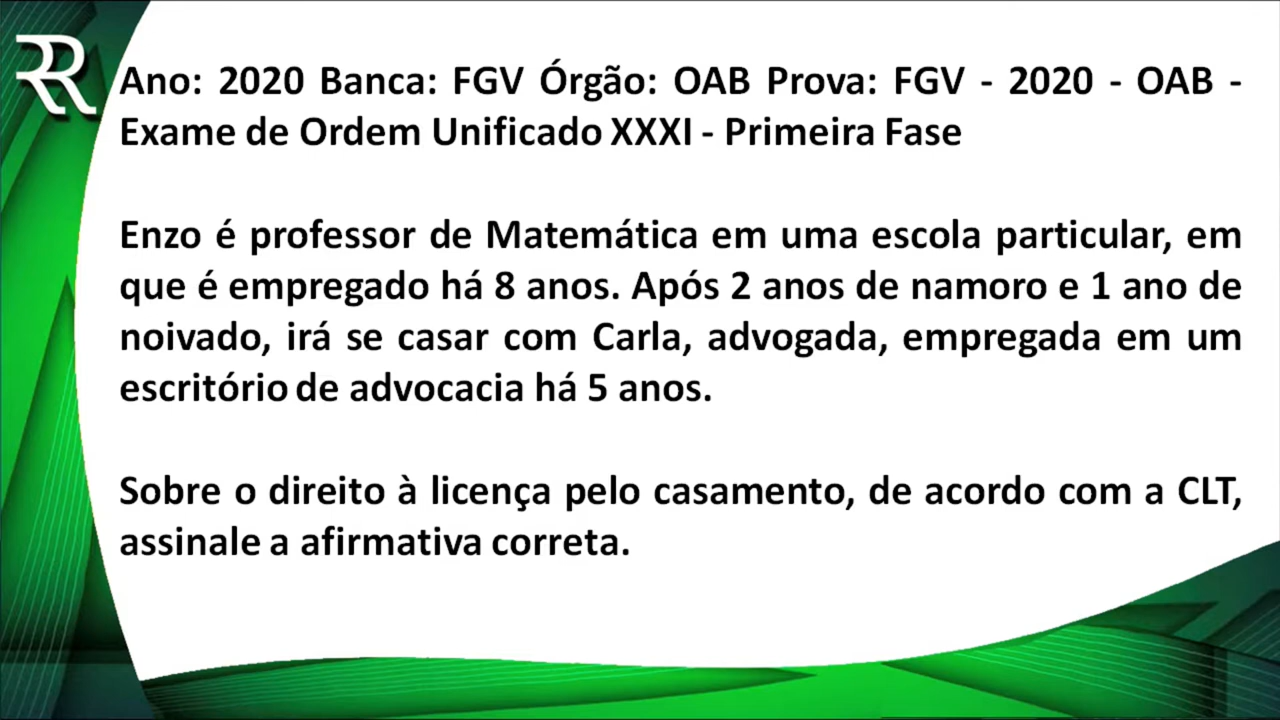 Ano: 2020 Banca: FGV Órgão: OAB Prova: FGV - 2020 - OAB -
Exame de Ordem Unificado XXXI - Primeira Fase
Enzo é professor de Matemática em uma escola particular, em
que é empregado há 8 anos. Após 2 anos de namoro e 1 ano de
noivado, irá se casar com Carla, advogada, empregada em um
escritório de advocacia há 5 anos.
Sobre o direito à licença pelo casamento, de acordo com a CLT,
assinale a afirmativa correta.